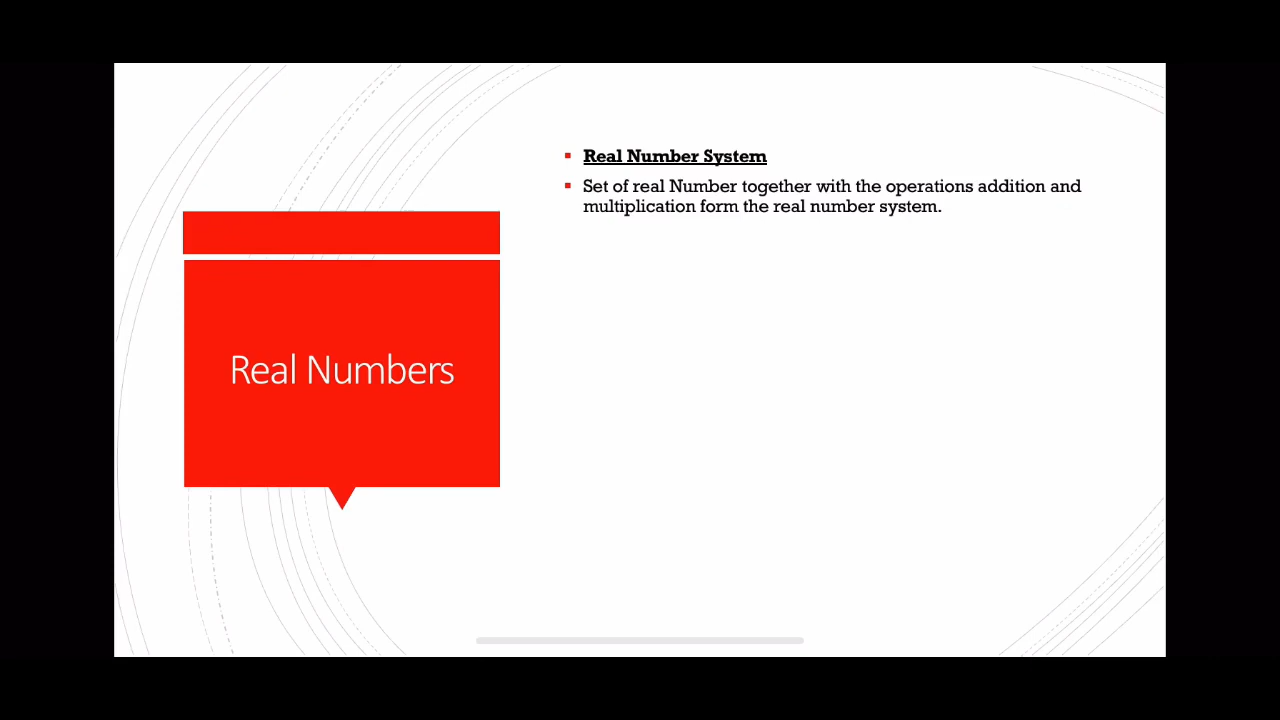 Real Numbers
Real Number System
Set of real Number together with the operations addition and
multiplication form the real number system.